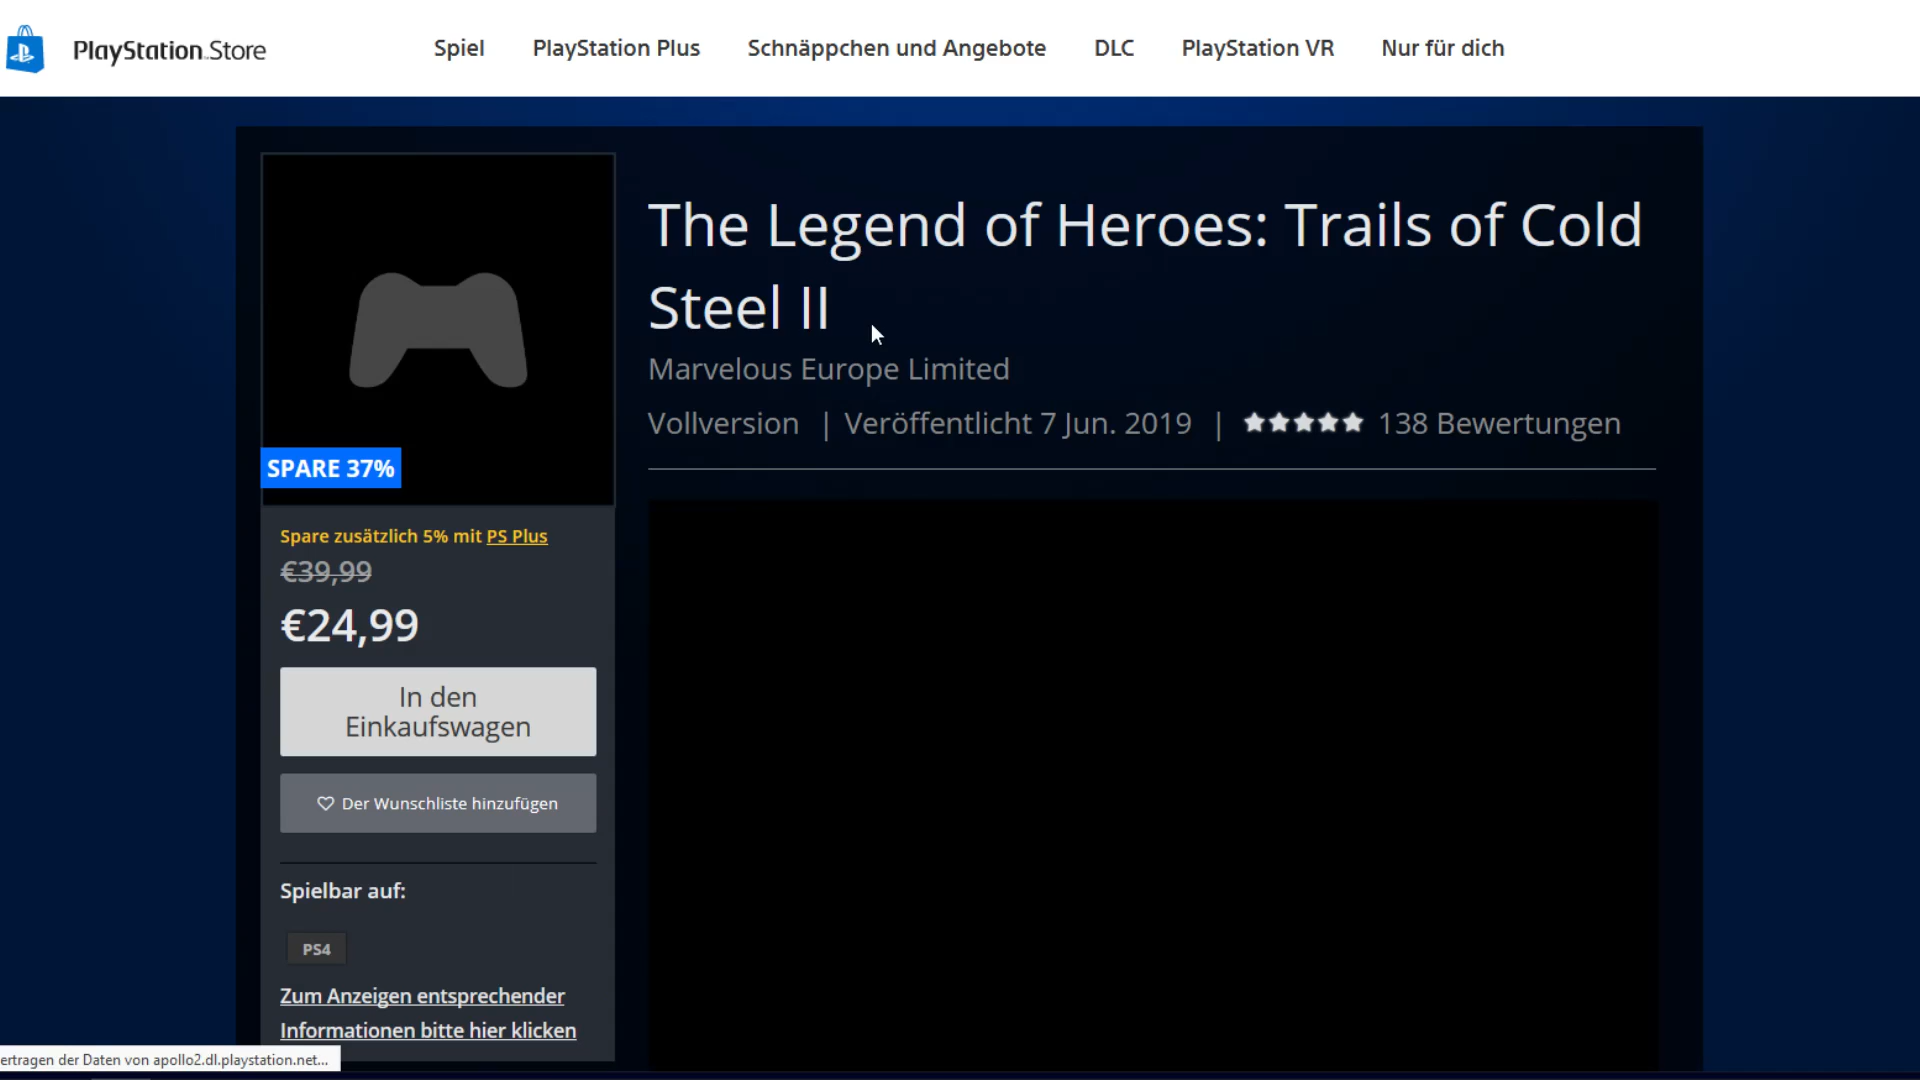 PlayStation Store
Spiel
PlayStation Plus
Schnäppchen und Angebote
DLC
PlayStation VR
Nur für dich
The Legend of Heroes: Trails of Cold
Steel II
Marvelous Europe Limited
Vollversion | Veröffentlicht 7 Jun. 2019 | 138 Bewertungen
SPARE 37%
Spare zusätzlich 5% mit PS Plus
€39,99
€24,99
In den
Einkaufswagen
Der Wunschliste hinzufügen
Spielbar auf:
PS4
Zum Anzeigen entsprechender
Informationen bitte hier klicken
ertragen der Daten von apollo2.dl.playstation.net...